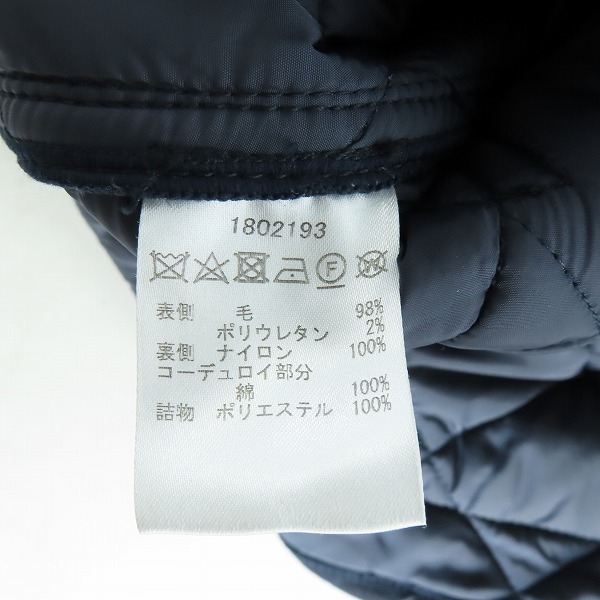 1802193
F W
表側 毛 98%
ポリウレタン 2%
裏側 ナイロン 100%
コーデュロイ部分
綿 100%
詰物 ポリエステル 100%